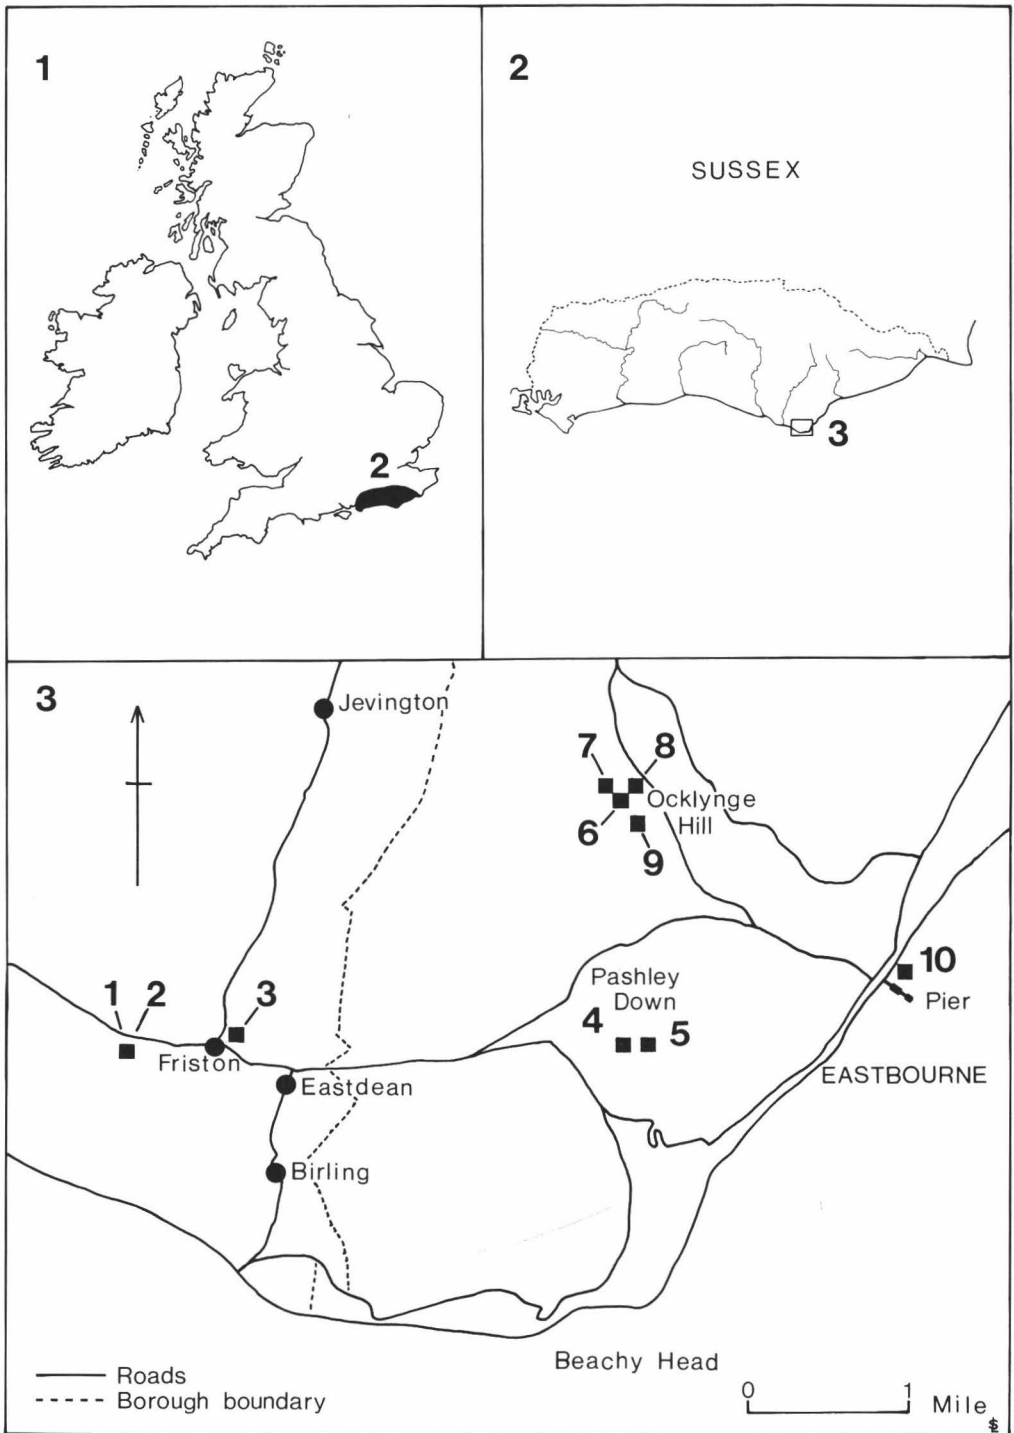 1
2
2
SUSSEX
3
3
Jevington
7
8
Ocklynge
Hill
6
9
1
2
3
Friston
Eastdean
Birling
Pashley
Down
4
5
10
Pier
EASTBOURNE
Beachy Head
Roads
Borough boundary
0
1
Mile